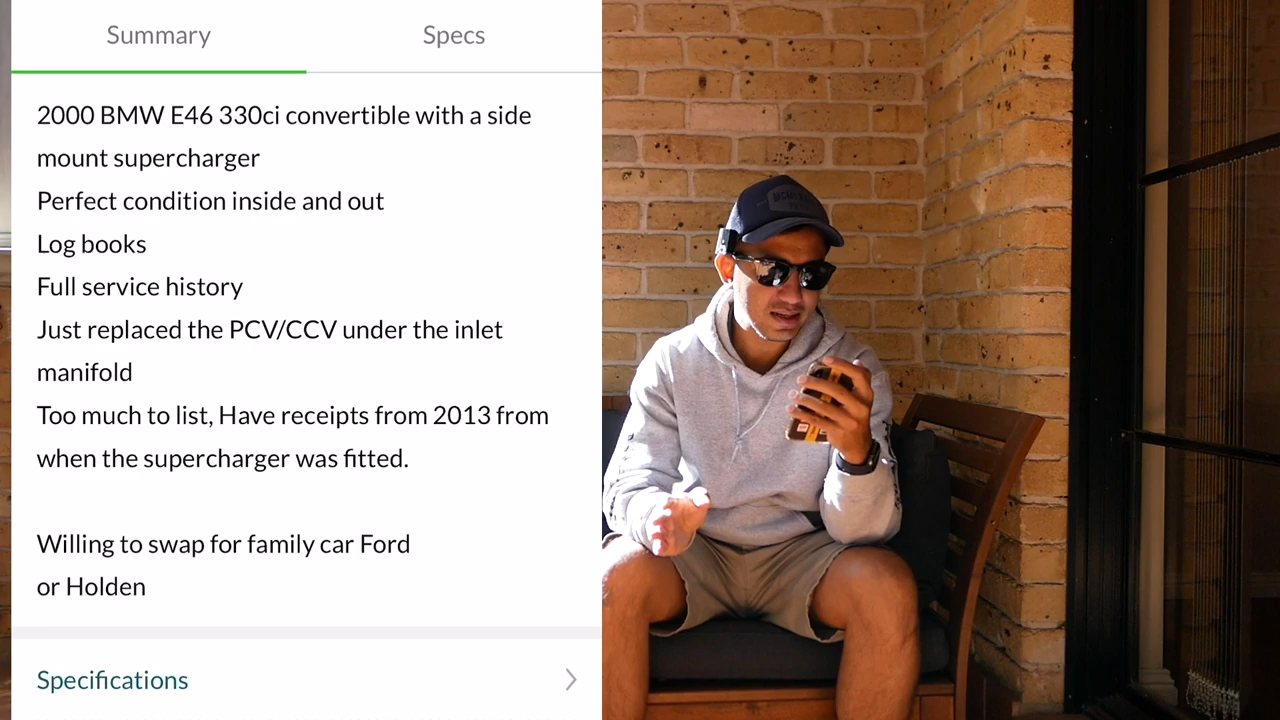 Summary
Specs
2000 BMW E46 330ci convertible with a side
mount supercharger
Perfect condition inside and out
Log books
Full service history
Just replaced the PCV/CCV under the inlet
manifold
Too much to list, Have receipts from 2013 from
when the supercharger was fitted.
Willing to swap for family car Ford
or Holden
Specifications